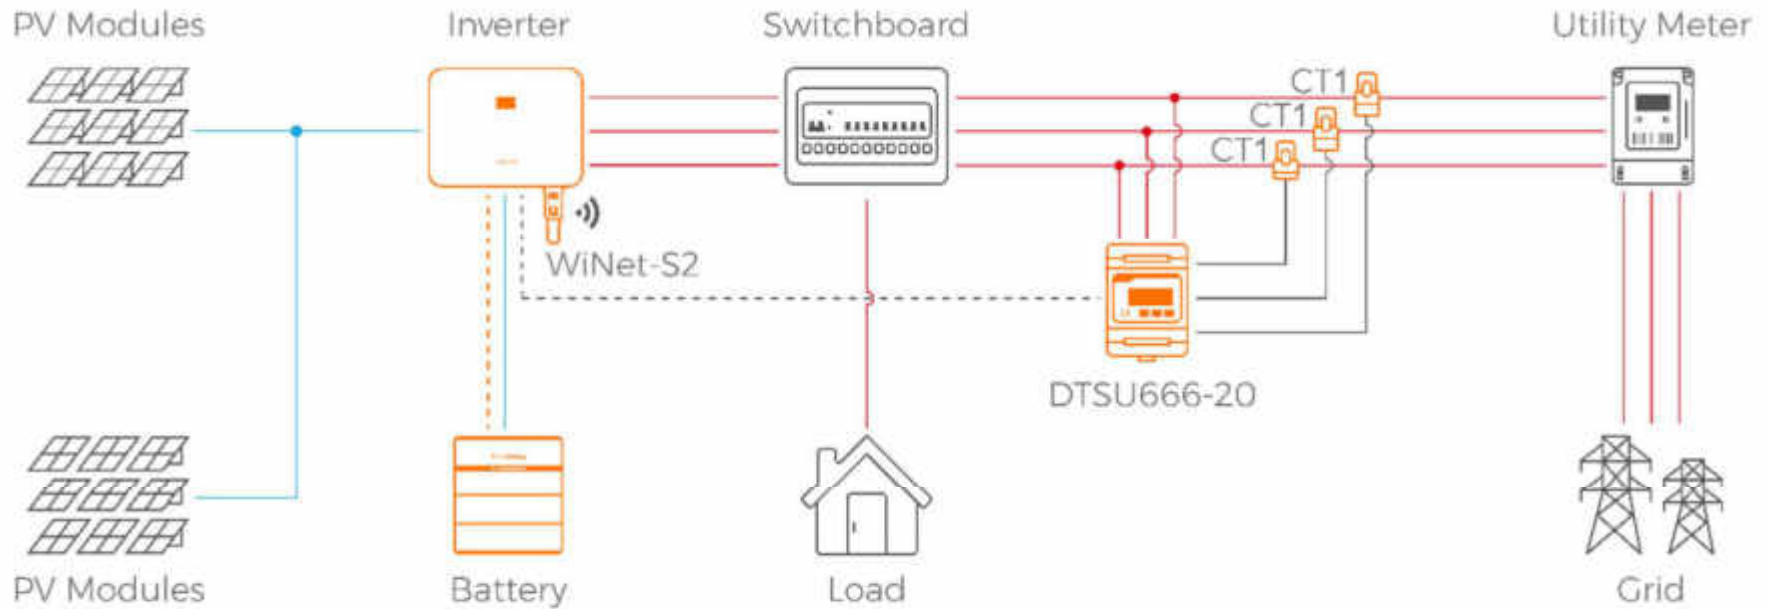 PV Modules
Inverter
Switchboard
Utility Meter
CT1
CT1
CT1
WiNet-S2
DTSU666-20
PV Modules
Battery
Load
Grid